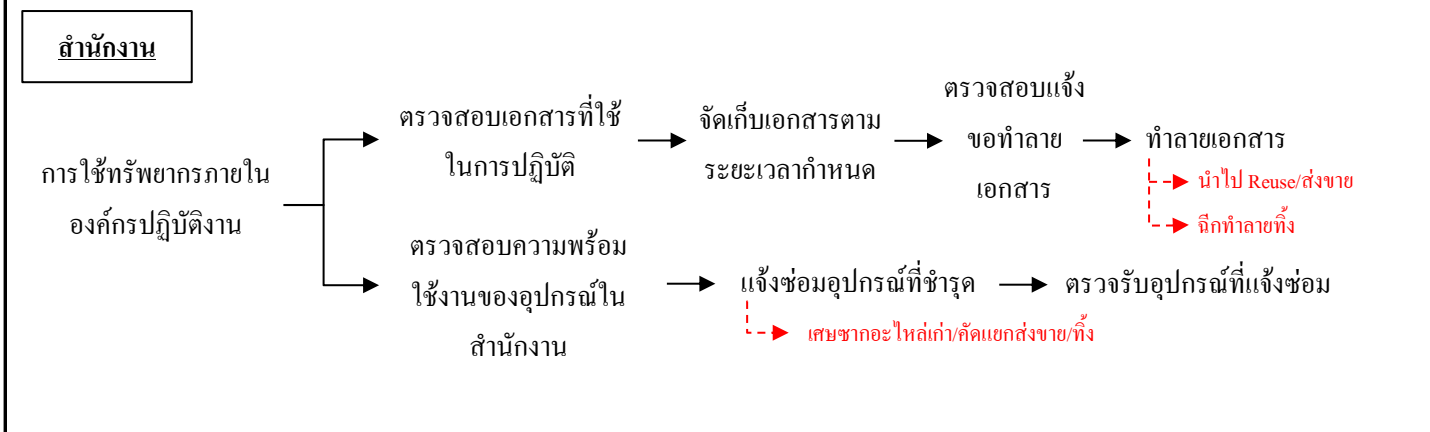 สำนักงาน
การใช้ทรัพยากรภายใน
องค์กรปฏิบัติงาน
ตรวจสอบเอกสารที่ใช้
ในการปฏิบัติ
จัดเก็บเอกสารตาม
ระยะเวลากำหนด
ตรวจสอบแจ้ง
ขอทำลาย
เอกสาร
ทำลายเอกสาร
นำไป Reuse/ส่งขาย
ฉีกทำลายทิ้ง
ตรวจสอบความพร้อม
ใช้งานของอุปกรณ์ใน
สำนักงาน
แจ้งซ่อมอุปกรณ์ที่ชำรุด
เศษซากอะไหล่เก่า/คัดแยกส่งขาย/ทิ้ง
ตรวจรับอุปกรณ์ที่แจ้งซ่อม